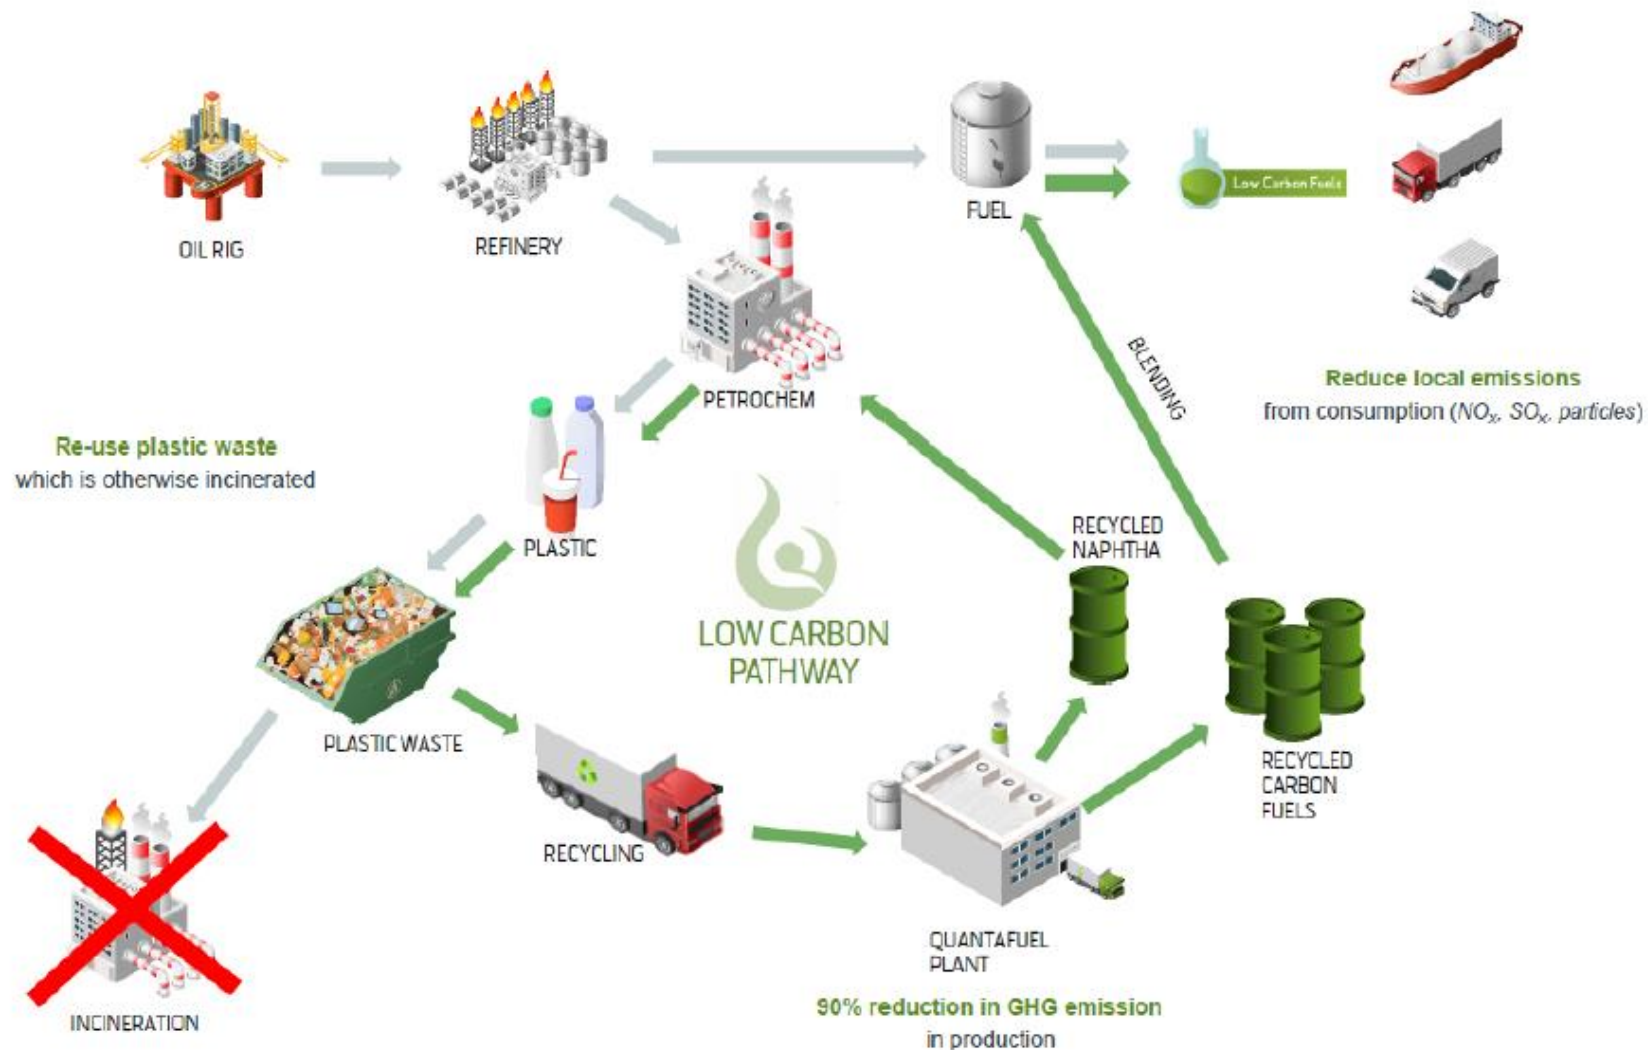 OIL RIG
REFINERY
FUEL
Low Carbon Fuels
PETROCHEM
BLENDING
Reduce local emissions
from consumption (NOx, SOx, particles)
Re-use plastic waste
which is otherwise incinerated
PLASTIC
RECYCLED
NAPHTHA
LOW CARBON
PATHWAY
PLASTIC WASTE
RECYCLING
RECYCLED
CARBON
FUELS
QUANTAFUEL
PLANT
90% reduction in GHG emission
in production
INCINERATION